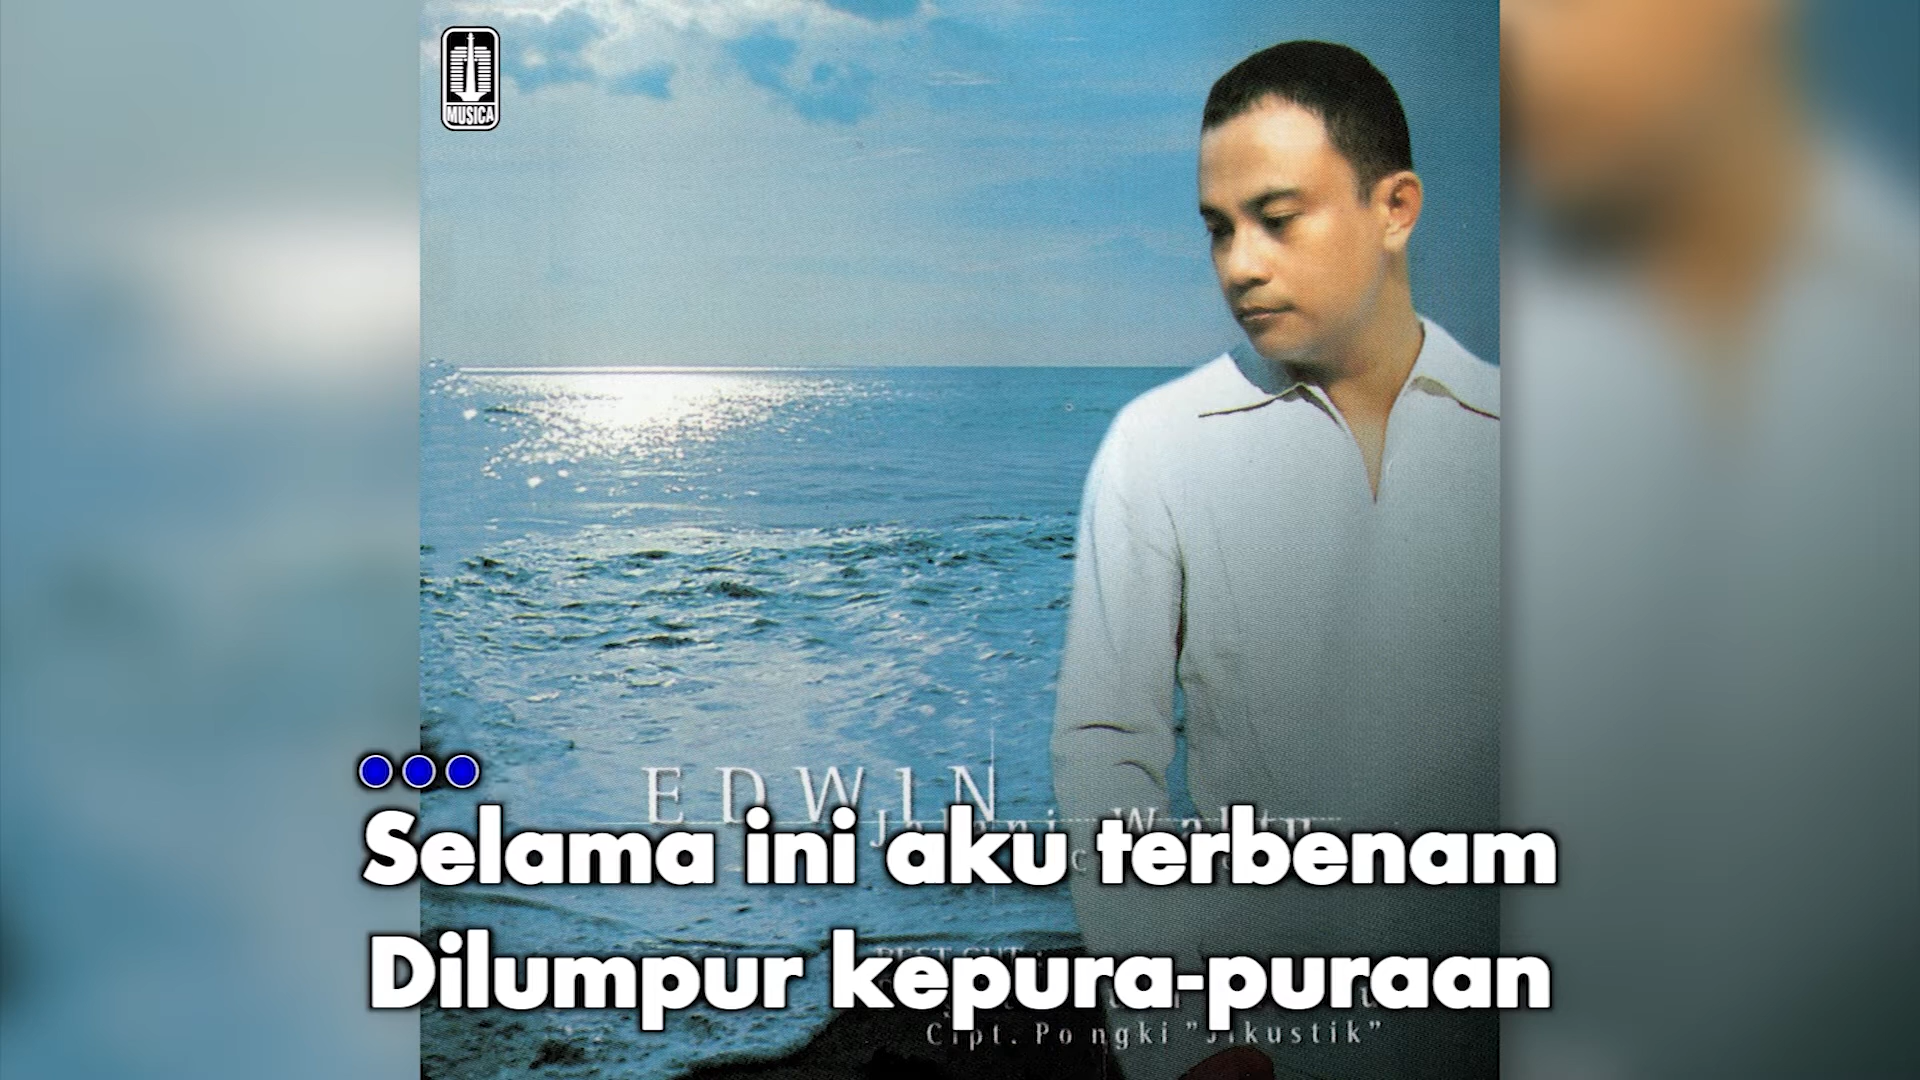 MUSICA
EDWIN
Selama ini aku terbenam
Dilumpur kepura-puraan
Cipt. Pongki "Jikustik"